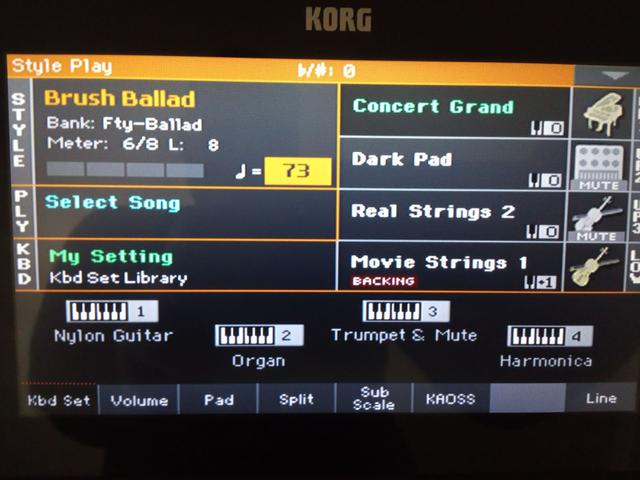 KORG
Style Play
b/#: 0
STYLE
Brush Ballad
Bank: Fty-Ballad
Meter: 6/8 L: 8
♩= 73
PLY
Select Song
KBD
My Setting
Kbd Set Library
Concert Grand
0
Dark Pad
0
MUTE
Real Strings 2
0
MUTE
Movie Strings 1
BACKING
+1
1
Nylon Guitar
2
Organ
3
Trumpet & Mute
4
Harmonica
Kbd Set
Volume
Pad
Split
Sub
Scale
KAOSS
Line